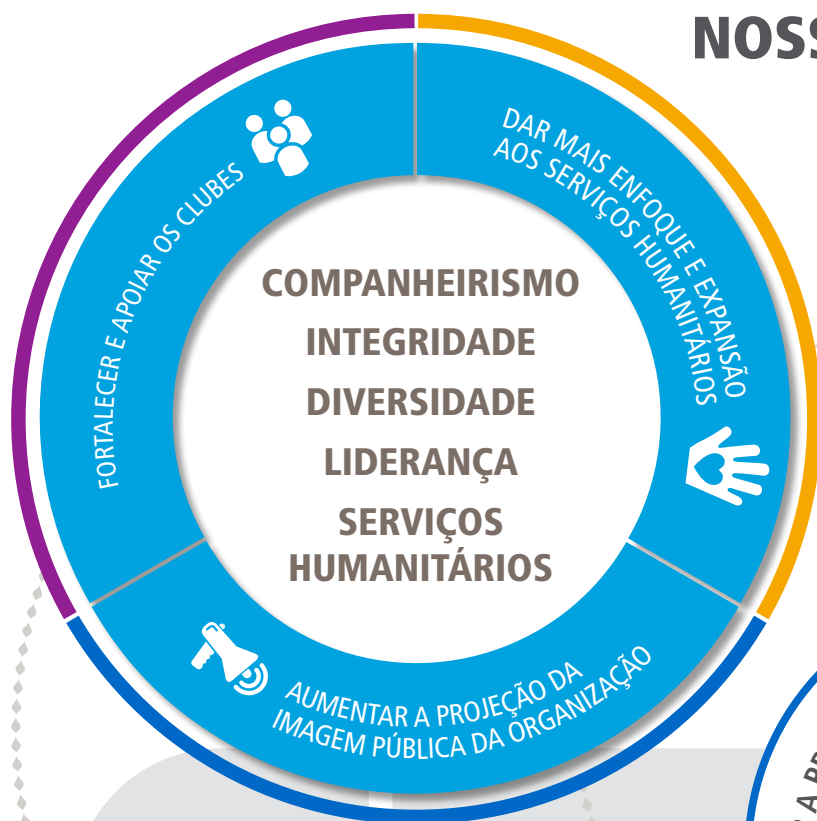 NOSS
FORTALECER E APOIAR OS CLUBES
DAR MAIS ENFOQUE E EXPANSÃO
AOS SERVIÇOS HUMANITÁRIOS
COMPANHEIRISMO
INTEGRIDADE
DIVERSIDADE
LIDERANÇA
SERVIÇOS
HUMANITÁRIOS
AUMENTAR A PROJEÇÃO DA
IMAGEM PÚBLICA DA ORGANIZAÇÃO